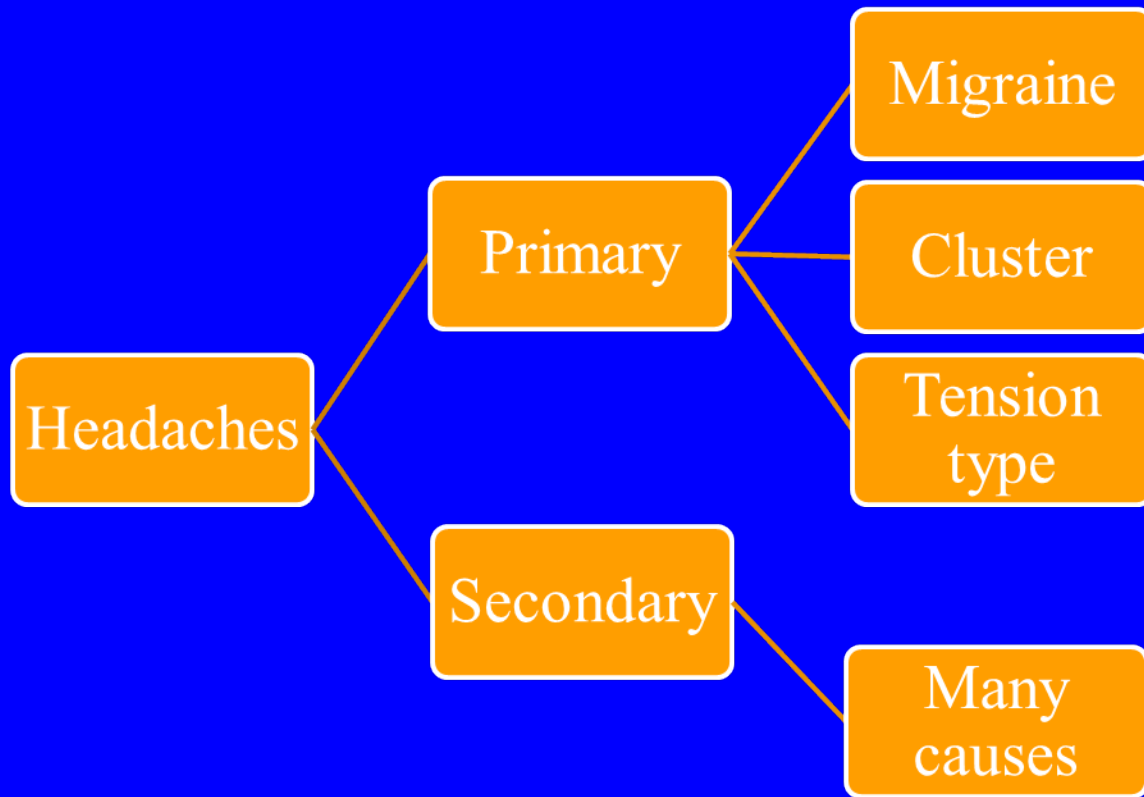 Headaches
Primary
Migraine
Cluster
Tension
type
Secondary
Many
causes